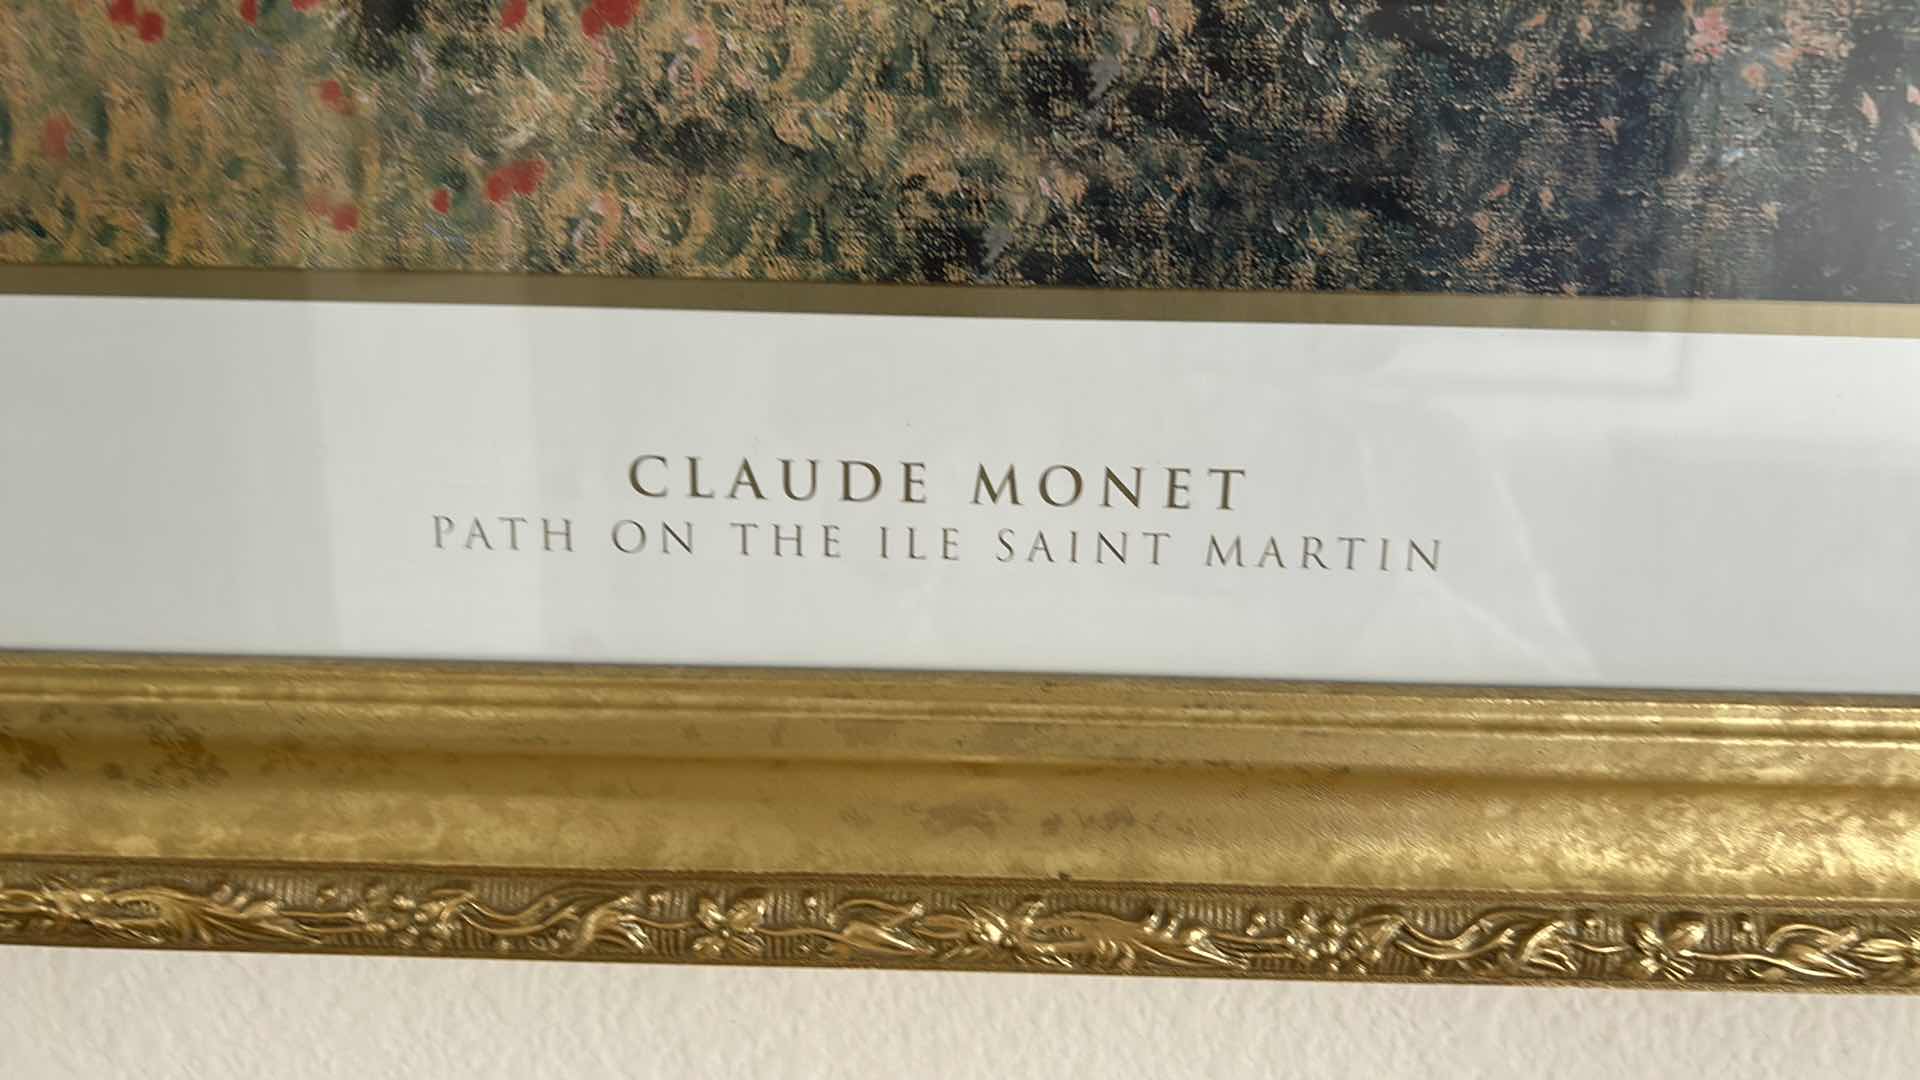 CLAUDE MONET
PATH ON THE ILE SAINT MARTIN